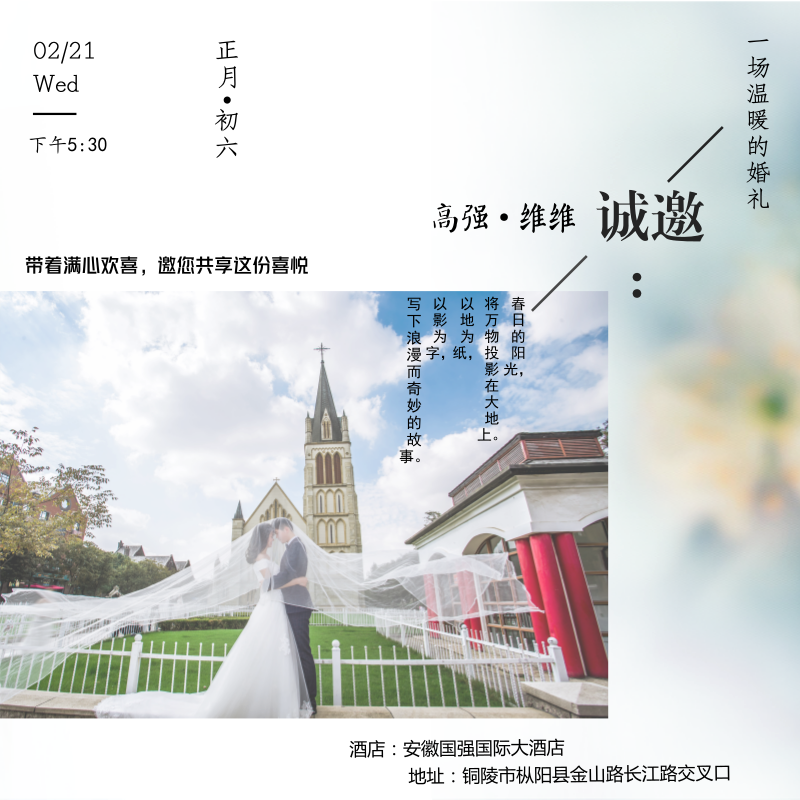 02/21
Wed
下午5:30
正月·初六
一场温暖的婚礼
高强·维维
诚邀
:
带着满心欢喜，邀您共享这份喜悦
春日的阳光，
将万物投影在大地上。
以地为纸，
以影为字，
写下浪漫而奇妙的故事。
酒店：安徽国强国际大酒店
地址：铜陵市枞阳县金山路长江路交叉口